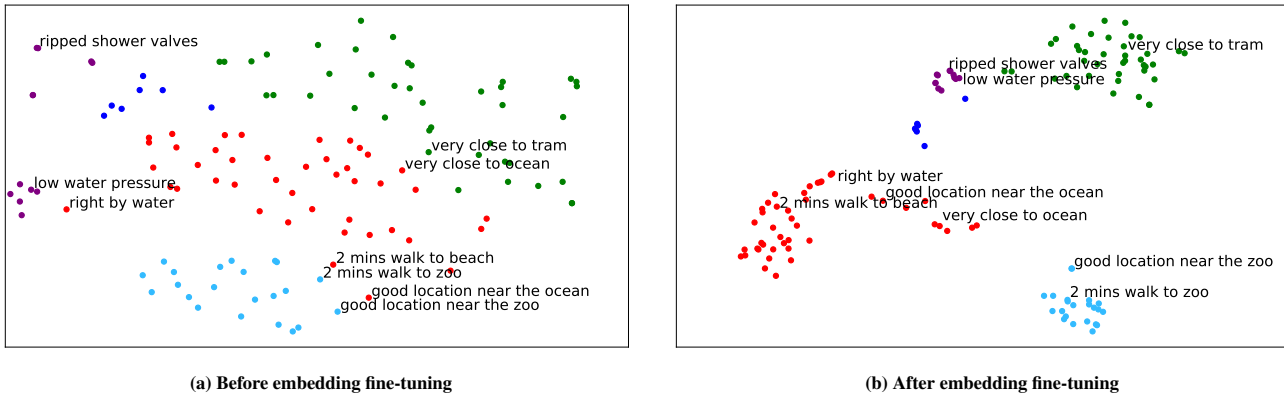 ripped shower valves
very close to tram
very close to ocean
low water pressure
right by water
2 mins walk to beach
2 mins walk to zoo
good location near the ocean
good location near the zoo
(a) Before embedding fine-tuning
very close to tram
ripped shower valves
low water pressure
right by water
good location near the ocean
2 mins walk to beach
very close to ocean
good location near the zoo
2 mins walk to zoo
(b) After embedding fine-tuning